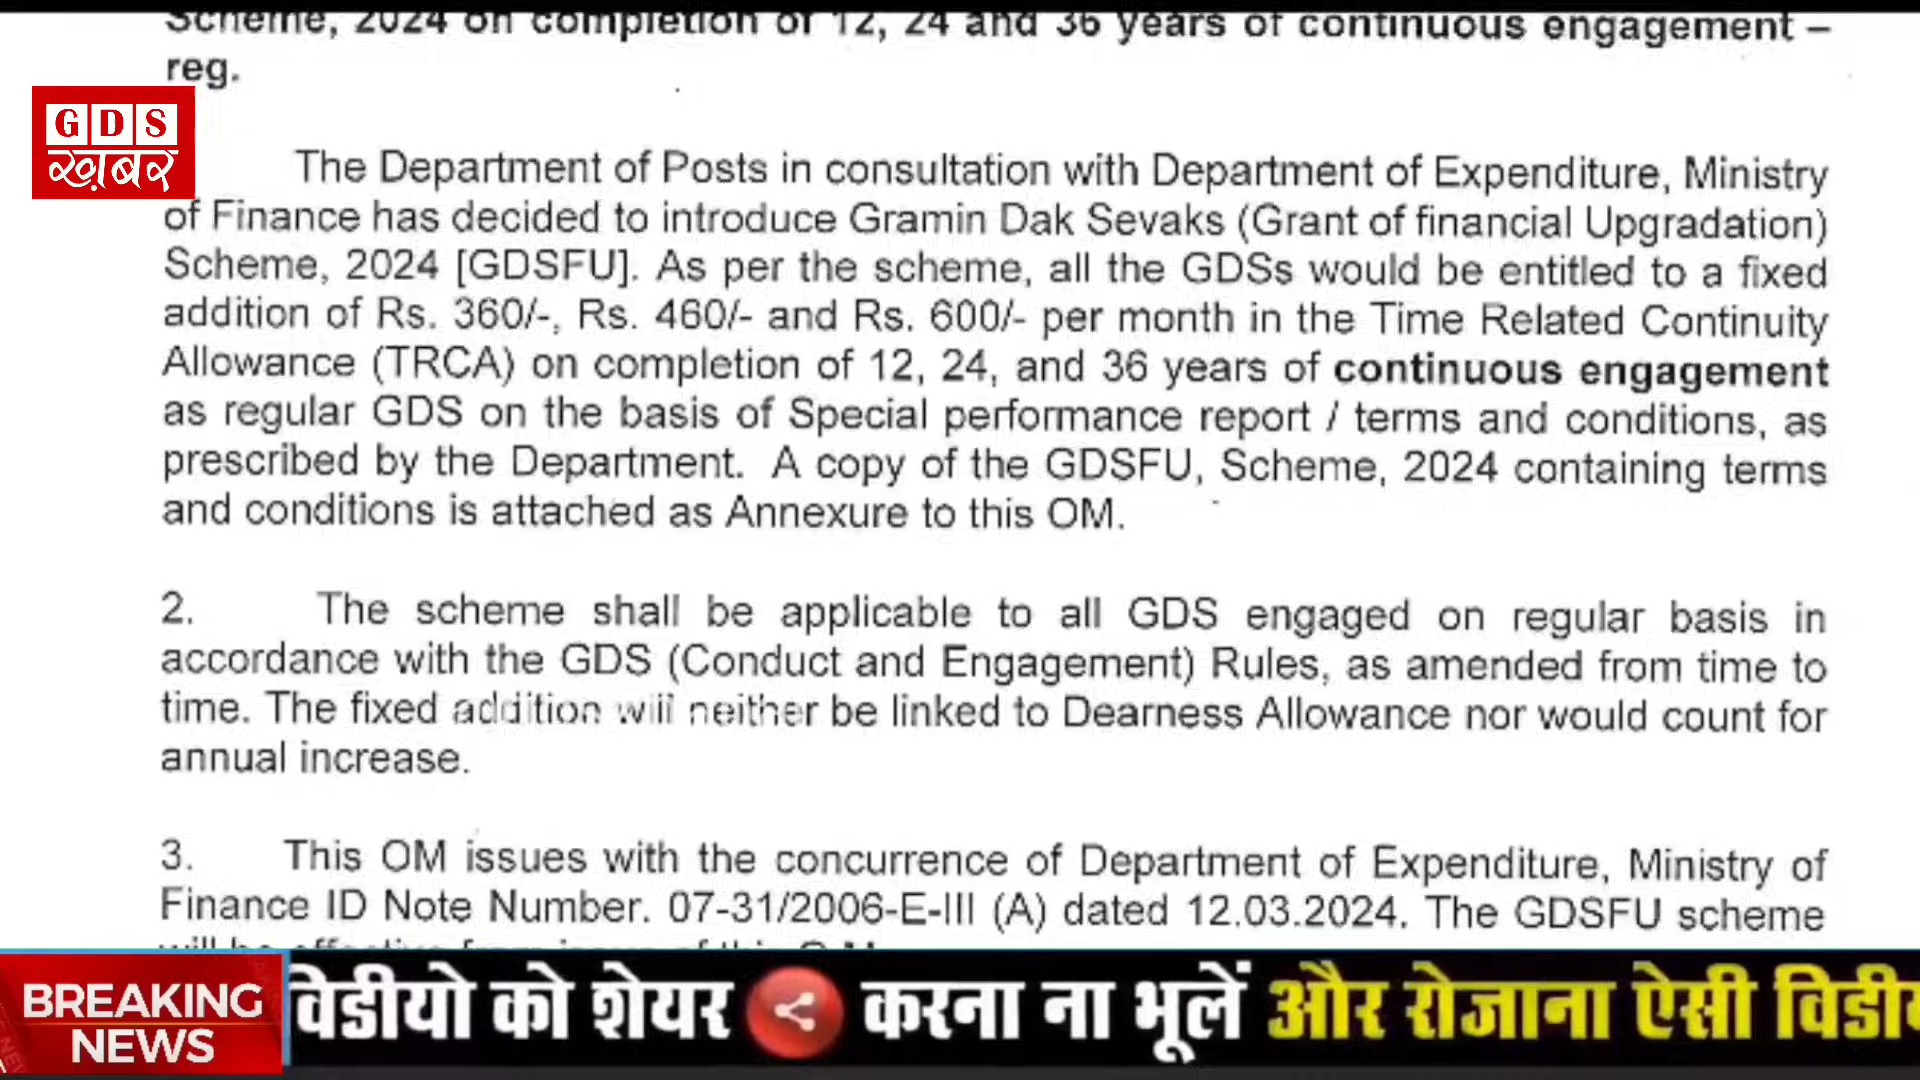 Scheme, 2024 on completion of 12, 24 and 36 years of continuous engagement –
reg.
GDS
ख़बर
The Department of Posts in consultation with Department of Expenditure, Ministry
of Finance has decided to introduce Gramin Dak Sevaks (Grant of financial Upgradation)
Scheme, 2024 [GDSFU]. As per the scheme, all the GDSs would be entitled to a fixed
addition of Rs. 360/-, Rs. 460/- and Rs. 600/- per month in the Time Related Continuity
Allowance (TRCA) on completion of 12, 24, and 36 years of continuous engagement
as regular GDS on the basis of Special performance report / terms and conditions, as
prescribed by the Department. A copy of the GDSFU, Scheme, 2024 containing terms
and conditions is attached as Annexure to this OM.
2. The scheme shall be applicable to all GDS engaged on regular basis in
accordance with the GDS (Conduct and Engagement) Rules, as amended from time to
time. The fixed addition will neither be linked to Dearness Allowance nor would count for
annual increase.
3. This OM issues with the concurrence of Department of Expenditure, Ministry of
Finance ID Note Number. 07-31/2006-E-III (A) dated 12.03.2024. The GDSFU scheme
will be effective from issue of this O.M.
BREAKING
NEWS
विडीयो को शेयर करना ना भूलें और रोजाना ऐसी